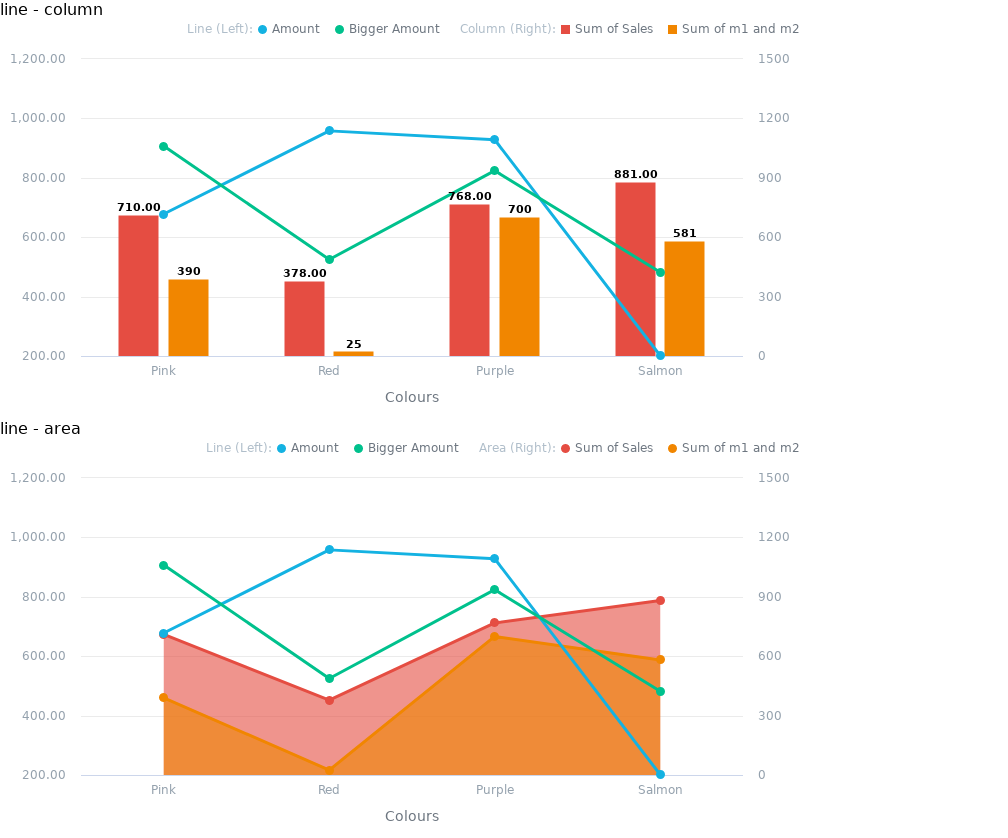 line - column
Line (Left): Amount Bigger Amount Column (Right): Sum of Sales Sum of m1 and m2
1,200.00 1500
1,000.00 1200
800.00 900
881.00
768.00
710.00 700
600.00 600
581
390
378.00
400.00 300
25
200.00 0
Pink Red Purple Salmon
Colours
line - area
Line (Left): Amount Bigger Amount Area (Right): Sum of Sales Sum of m1 and m2
1,200.00 1500
1,000.00 1200
800.00 900
600.00 600
400.00 300
200.00 0
Pink Red Purple Salmon
Colours